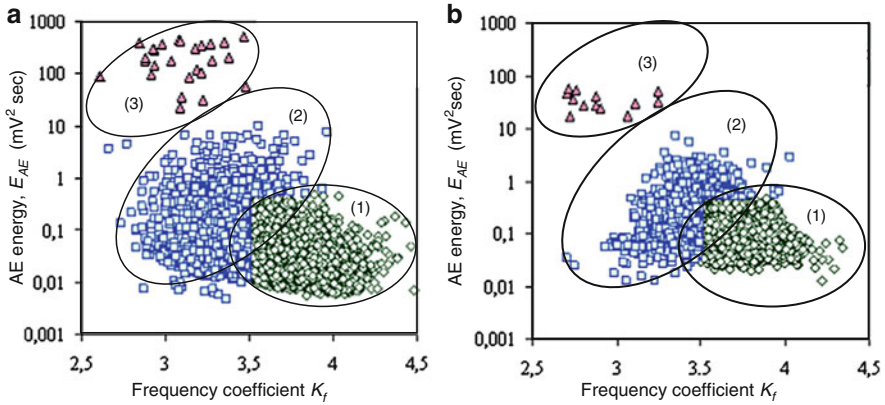 a
AE energy, E_AE (mV² sec)
1000
100
10
1
0,1
0,01
0,001
2,5 3 3,5 4 4,5
Frequency coefficient K_f
(3)
(2)
(1)
b
AE energy, E_AE (mV² sec)
1000
100
10
1
0,1
0,01
0,001
2,5 3 3,5 4 4,5
Frequency coefficient K_f
(3)
(2)
(1)